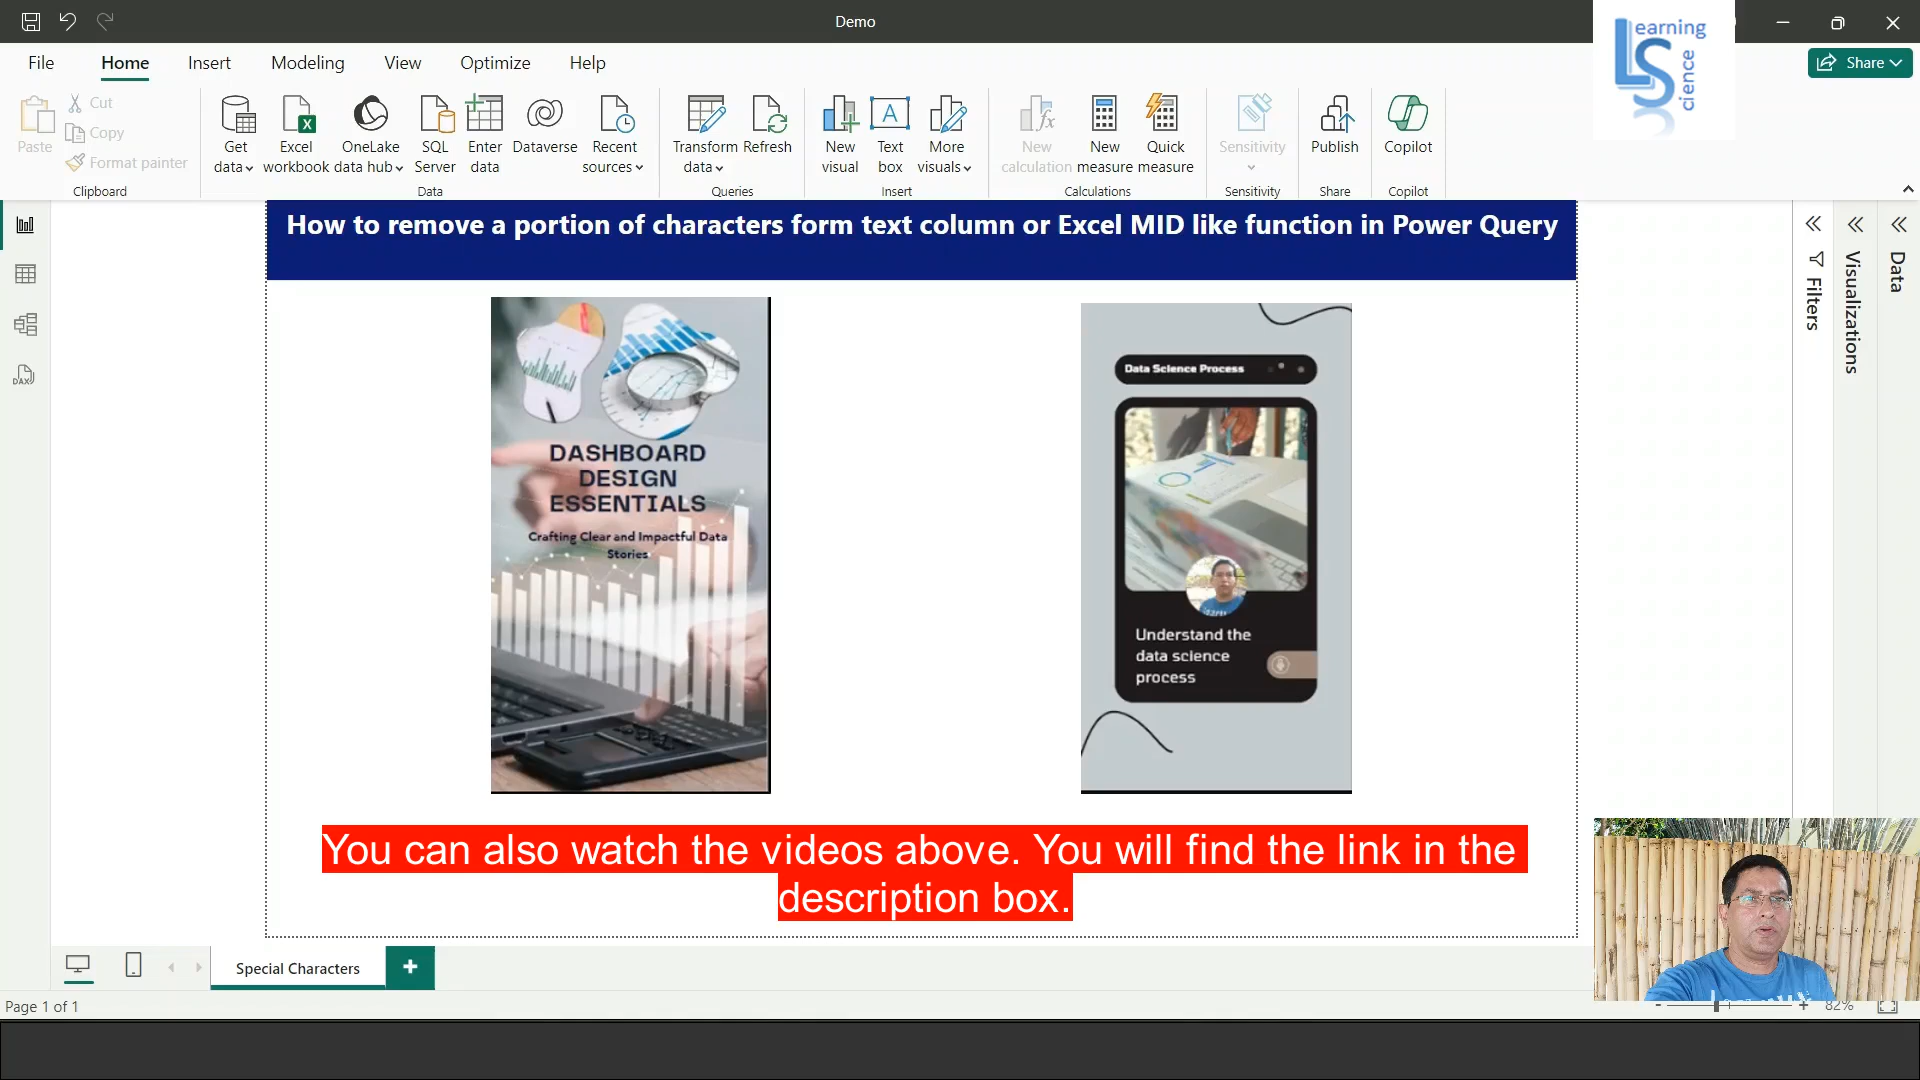 Demo
Learning
Science
File
Home
Insert
Modeling
View
Optimize
Help
Share
Paste
Cut
Copy
Format painter
Clipboard
Get data
Excel workbook
OneLake data hub
SQL Server
Enter data
Dataverse
Recent sources
Data
Transform data
Refresh
Queries
New visual
Text box
More visuals
Insert
New calculation
New measure
Quick measure
Calculations
Sensitivity
Sensitivity
Publish
Share
Copilot
Copilot
How to remove a portion of characters form text column or Excel MID like function in Power Query
DASHBOARD
DESIGN
ESSENTIALS
Crafting Clear and Impactful Data
Stories
Data Science Process
Understand the
data science
process
You can also watch the videos above. You will find the link in the
description box.
Filters
Visualizations
Data
DAX
Special Characters
Page 1 of 1
82%